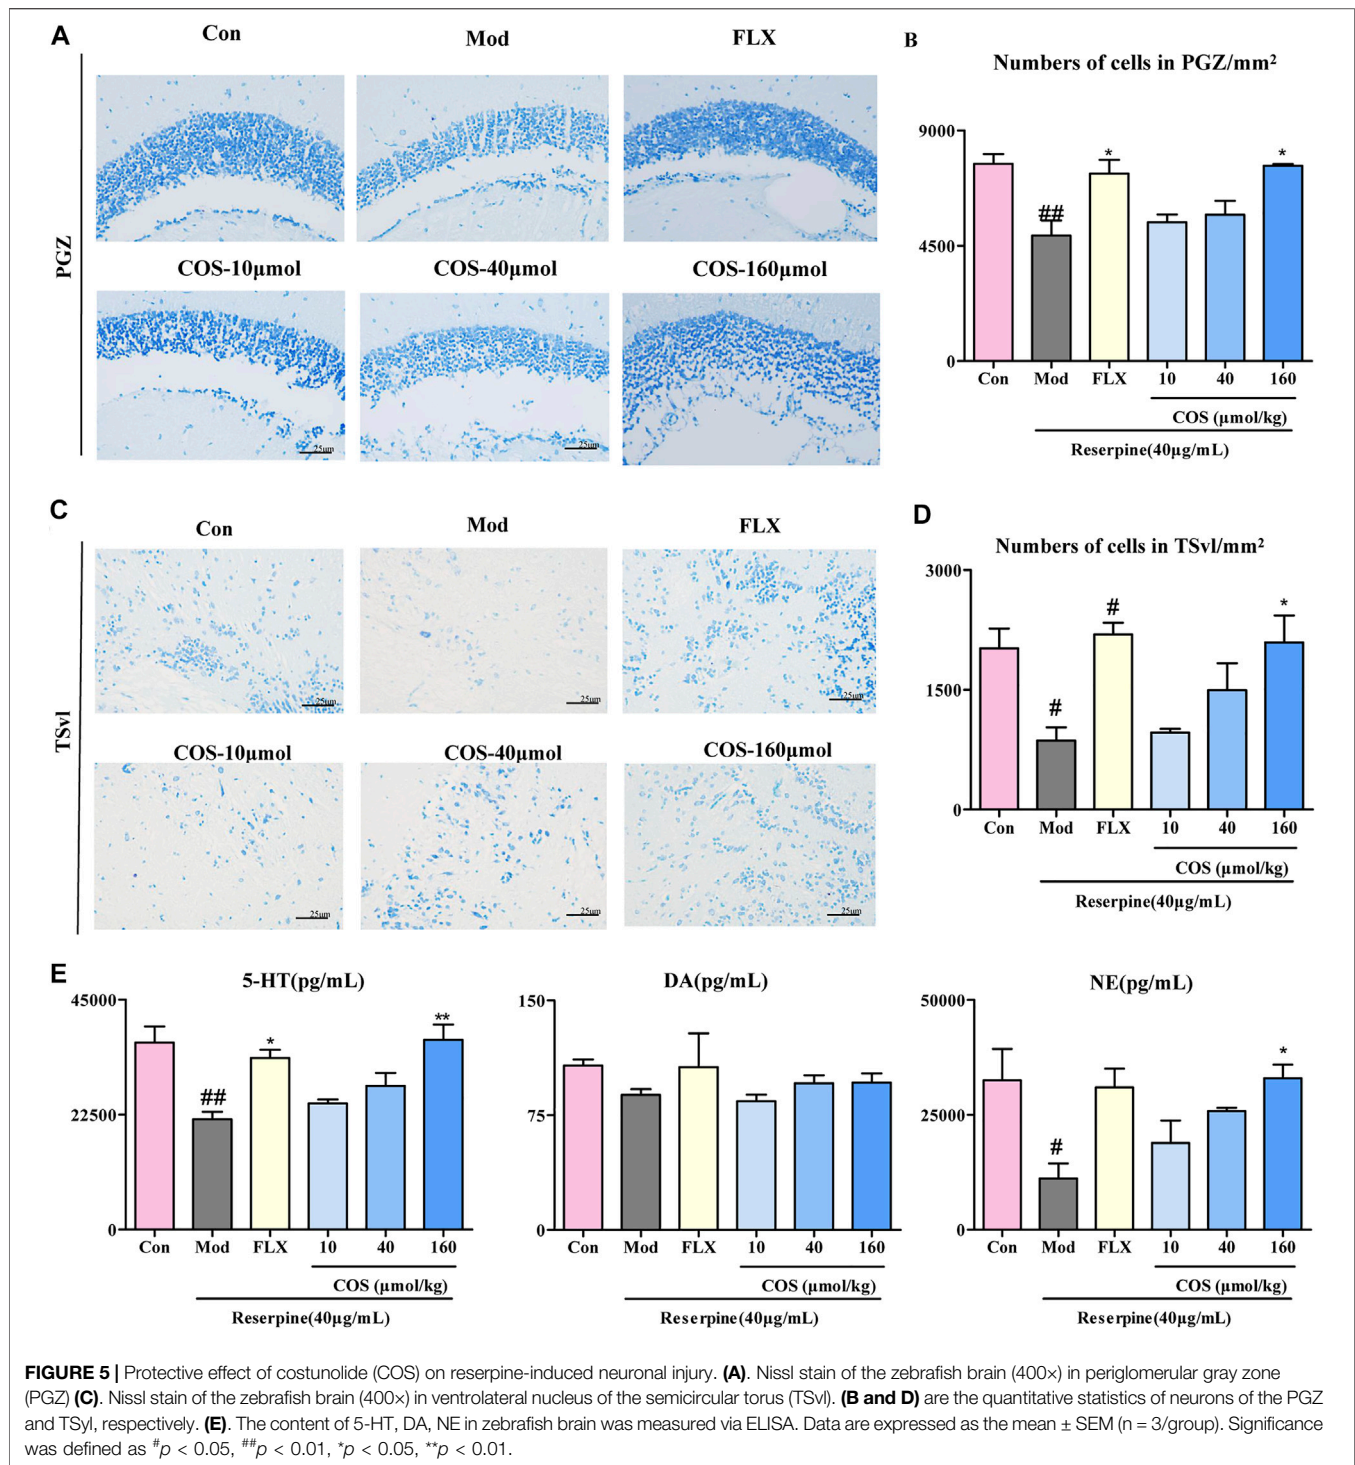 A
Con
Mod
FLX
PGZ
COS-10μmol
COS-40μmol
COS-160μmol
25μm
25μm
B
Numbers of cells in PGZ/mm²
9000
4500
0
##
*
*
Con Mod FLX 10 40 160
COS (μmol/kg)
Reserpine(40μg/mL)
C
Con
Mod
FLX
TSvl
25μm
25μm
25μm
COS-10μmol
COS-40μmol
COS-160μmol
25μm
25μm
25μm
D
Numbers of cells in TSvl/mm²
3000
1500
0
#
#
*
Con Mod FLX 10 40 160
COS (μmol/kg)
Reserpine(40μg/mL)
E
5-HT(pg/mL)
45000
22500
0
##
*
**
Con Mod FLX 10 40 160
COS (μmol/kg)
Reserpine(40μg/mL)
DA(pg/mL)
150
75
0
Con Mod FLX 10 40 160
COS (μmol/kg)
Reserpine(40μg/mL)
NE(pg/mL)
50000
25000
0
#
*
Con Mod FLX 10 40 160
COS (μmol/kg)
Reserpine(40μg/mL)
FIGURE 5 | Protective effect of costunolide (COS) on reserpine-induced neuronal injury. (A). Nissl stain of the zebrafish brain (400×) in periglomerular gray zone
(PGZ) (C). Nissl stain of the zebrafish brain (400×) in ventrolateral nucleus of the semicircular torus (TSvl). (B and D) are the quantitative statistics of neurons of the PGZ
and TSyl, respectively. (E). The content of 5-HT, DA, NE in zebrafish brain was measured via ELISA. Data are expressed as the mean ± SEM (n = 3/group). Significance
was defined as #p < 0.05, ##p < 0.01, *p < 0.05, **p < 0.01.